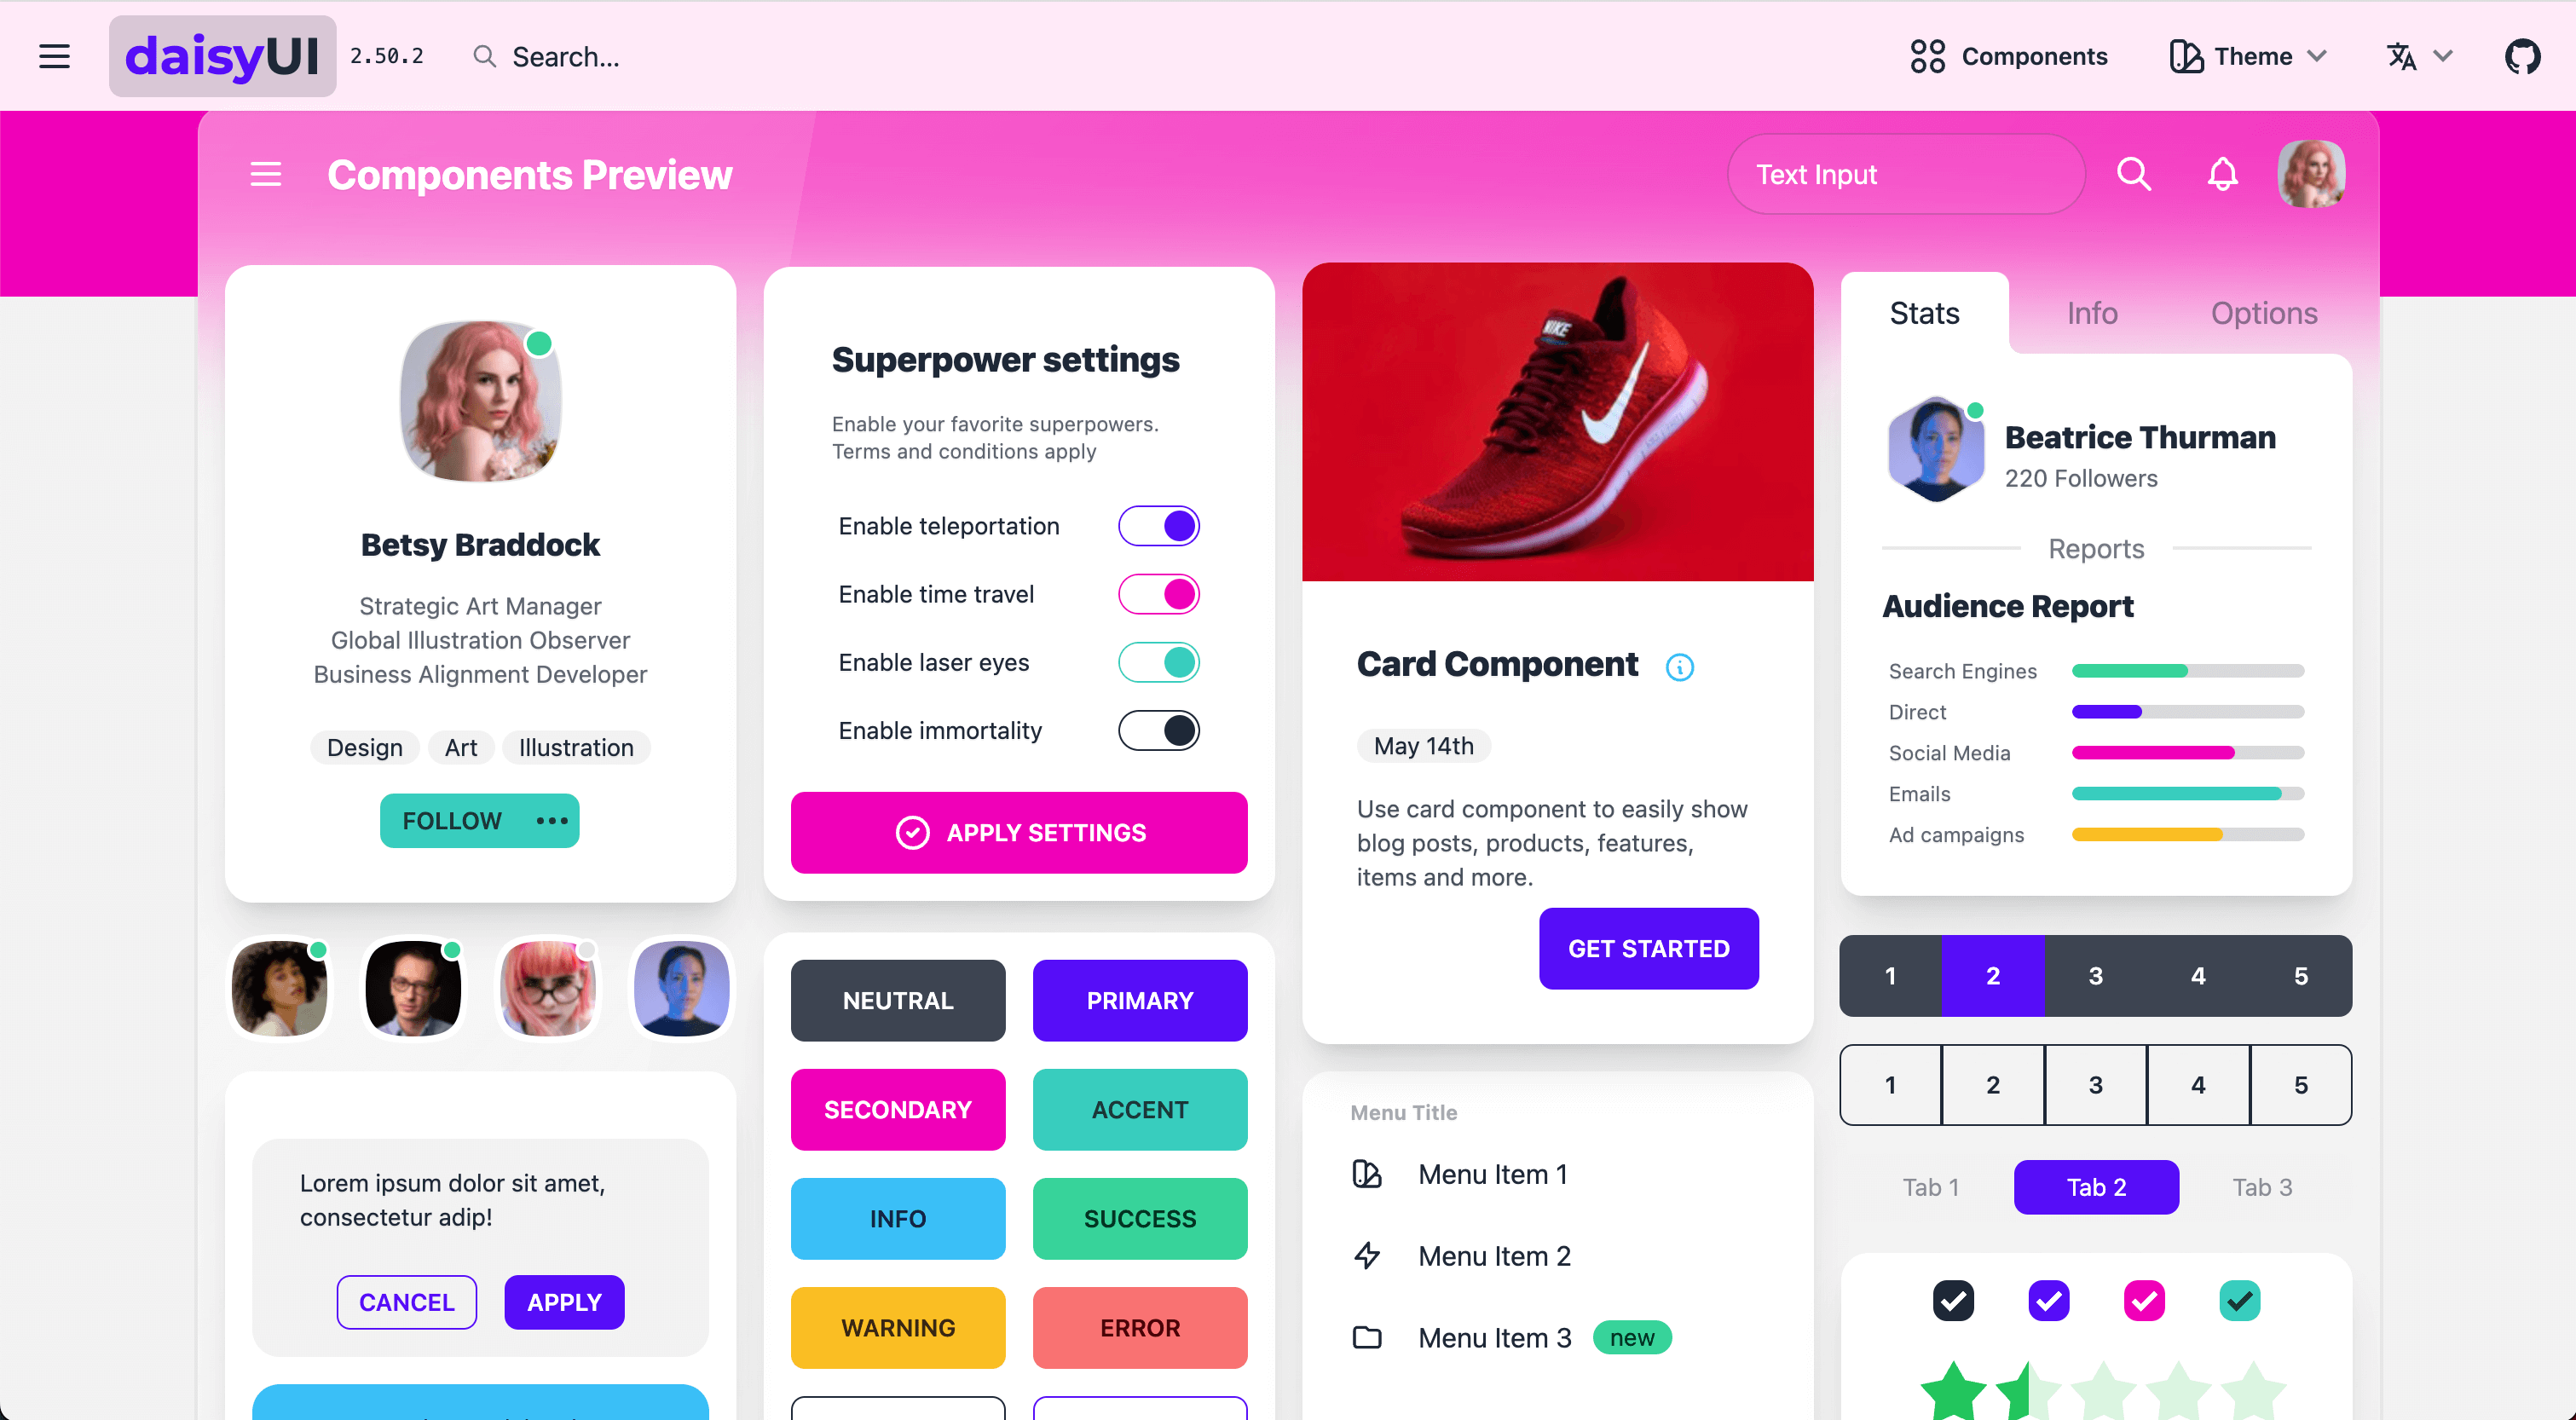 daisyUI 2.50.2 Search...
Components Theme
Components Preview
Text Input
Betsy Braddock
Strategic Art Manager
Global Illustration Observer
Business Alignment Developer
Design Art Illustration
FOLLOW
Lorem ipsum dolor sit amet,
consectetur adip!
CANCEL APPLY
Superpower settings
Enable your favorite superpowers.
Terms and conditions apply
Enable teleportation
Enable time travel
Enable laser eyes
Enable immortality
APPLY SETTINGS
NEUTRAL PRIMARY
SECONDARY ACCENT
INFO SUCCESS
WARNING ERROR
NIKE
Card Component
May 14th
Use card component to easily show
blog posts, products, features,
items and more.
GET STARTED
Menu Title
Menu Item 1
Menu Item 2
Menu Item 3 new
Stats Info Options
Beatrice Thurman
220 Followers
Reports
Audience Report
Search Engines
Direct
Social Media
Emails
Ad campaigns
1 2 3 4 5
1 2 3 4 5
Tab 1 Tab 2 Tab 3